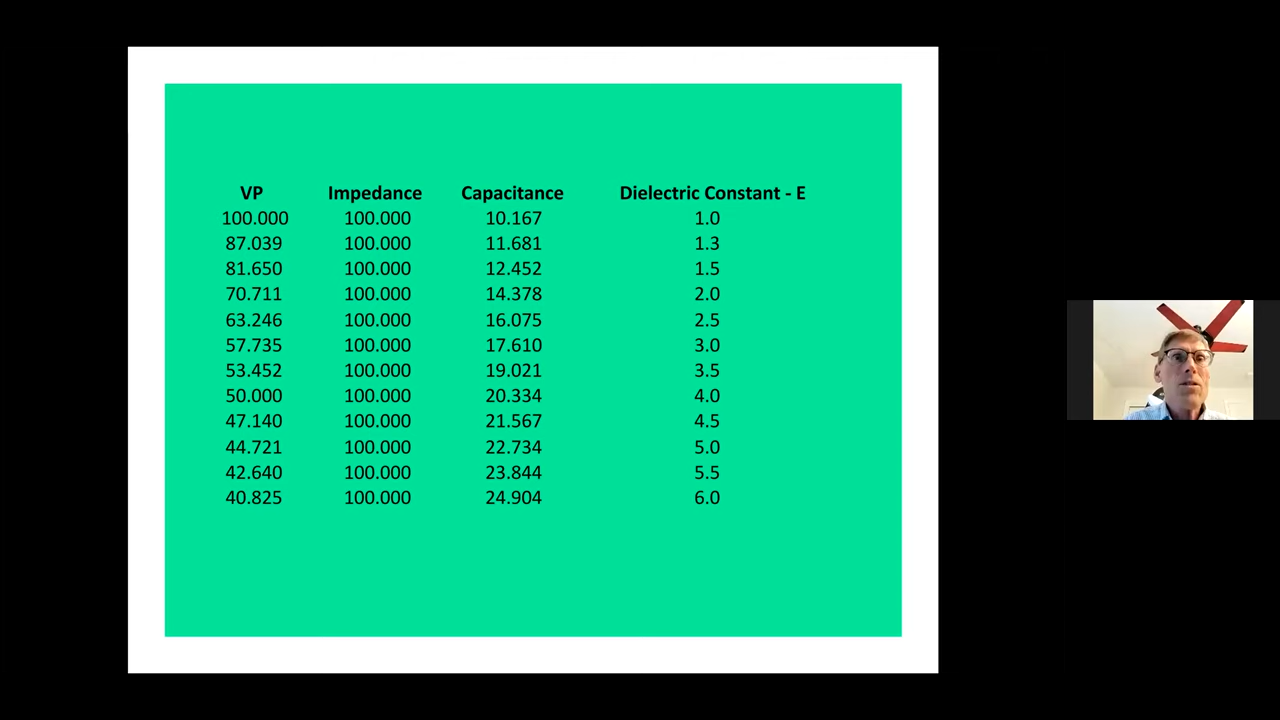 VP Impedance Capacitance Dielectric Constant - E
100.000 100.000 10.167 1.0
87.039 100.000 11.681 1.3
81.650 100.000 12.452 1.5
70.711 100.000 14.378 2.0
63.246 100.000 16.075 2.5
57.735 100.000 17.610 3.0
53.452 100.000 19.021 3.5
50.000 100.000 20.334 4.0
47.140 100.000 21.567 4.5
44.721 100.000 22.734 5.0
42.640 100.000 23.844 5.5
40.825 100.000 24.904 6.0